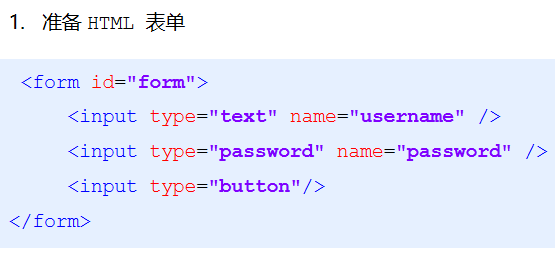 1. 准备 HTML 表单
<form id="form">
<input type="text" name="username" />
<input type="password" name="password" />
<input type="button"/>
</form>